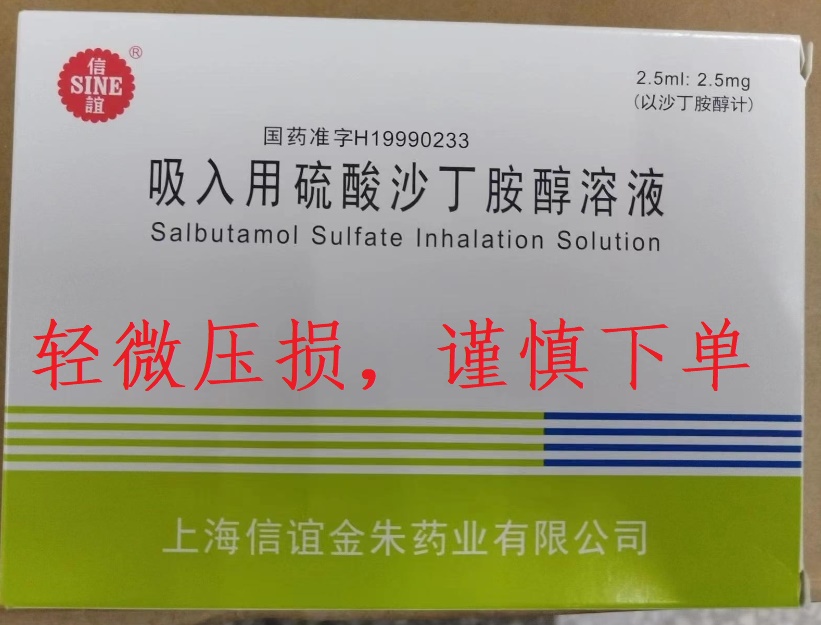 信
SINE
誼
®
2.5ml: 2.5mg
(以沙丁胺醇计)
国药准字H19990233
吸入用硫酸沙丁胺醇溶液
Salbutamol Sulfate Inhalation Solution
轻微压损，谨慎下单
上海信谊金朱药业有限公司